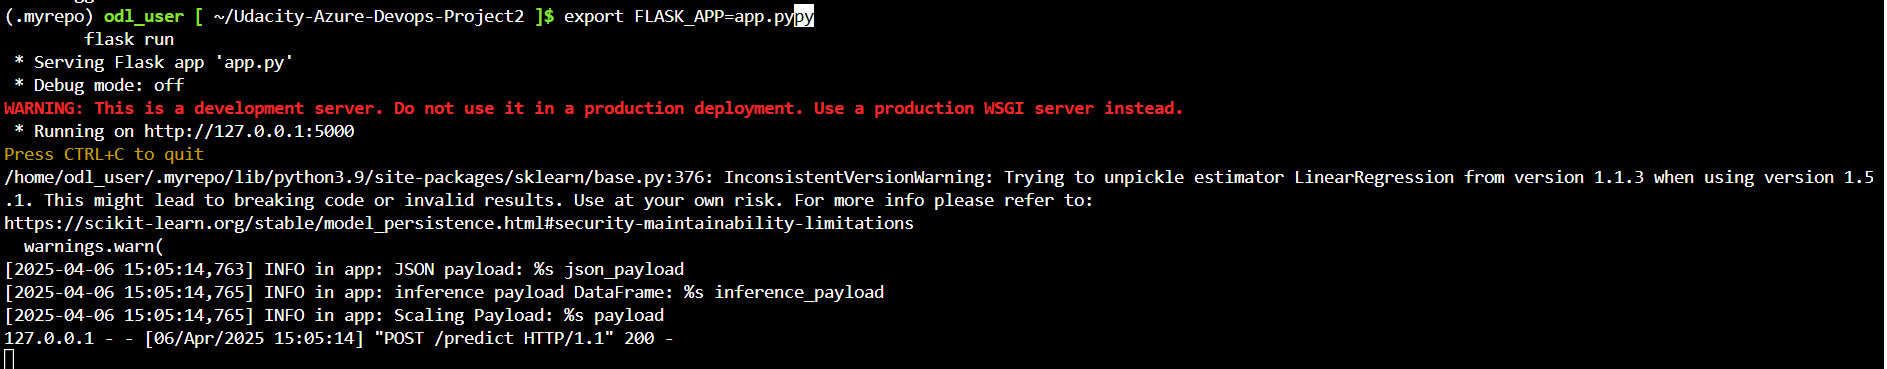 (.myrepo) odl_user [ ~/Udacity-Azure-Devops-Project2 ]$ export FLASK_APP=app.pypy
flask run
* Serving Flask app 'app.py'
* Debug mode: off
WARNING: This is a development server. Do not use it in a production deployment. Use a production WSGI server instead.
* Running on http://127.0.0.1:5000
Press CTRL+C to quit
/home/odl_user/.myrepo/lib/python3.9/site-packages/sklearn/base.py:376: InconsistentVersionWarning: Trying to unpickle estimator LinearRegression from version 1.1.3 when using version 1.5
.1. This might lead to breaking code or invalid results. Use at your own risk. For more info please refer to:
https://scikit-learn.org/stable/model_persistence.html#security-maintainability-limitations
warnings.warn(
[2025-04-06 15:05:14,763] INFO in app: JSON payload: %s json_payload
[2025-04-06 15:05:14,765] INFO in app: inference payload DataFrame: %s inference_payload
[2025-04-06 15:05:14,765] INFO in app: Scaling Payload: %s payload
127.0.0.1 - - [06/Apr/2025 15:05:14] "POST /predict HTTP/1.1" 200 -